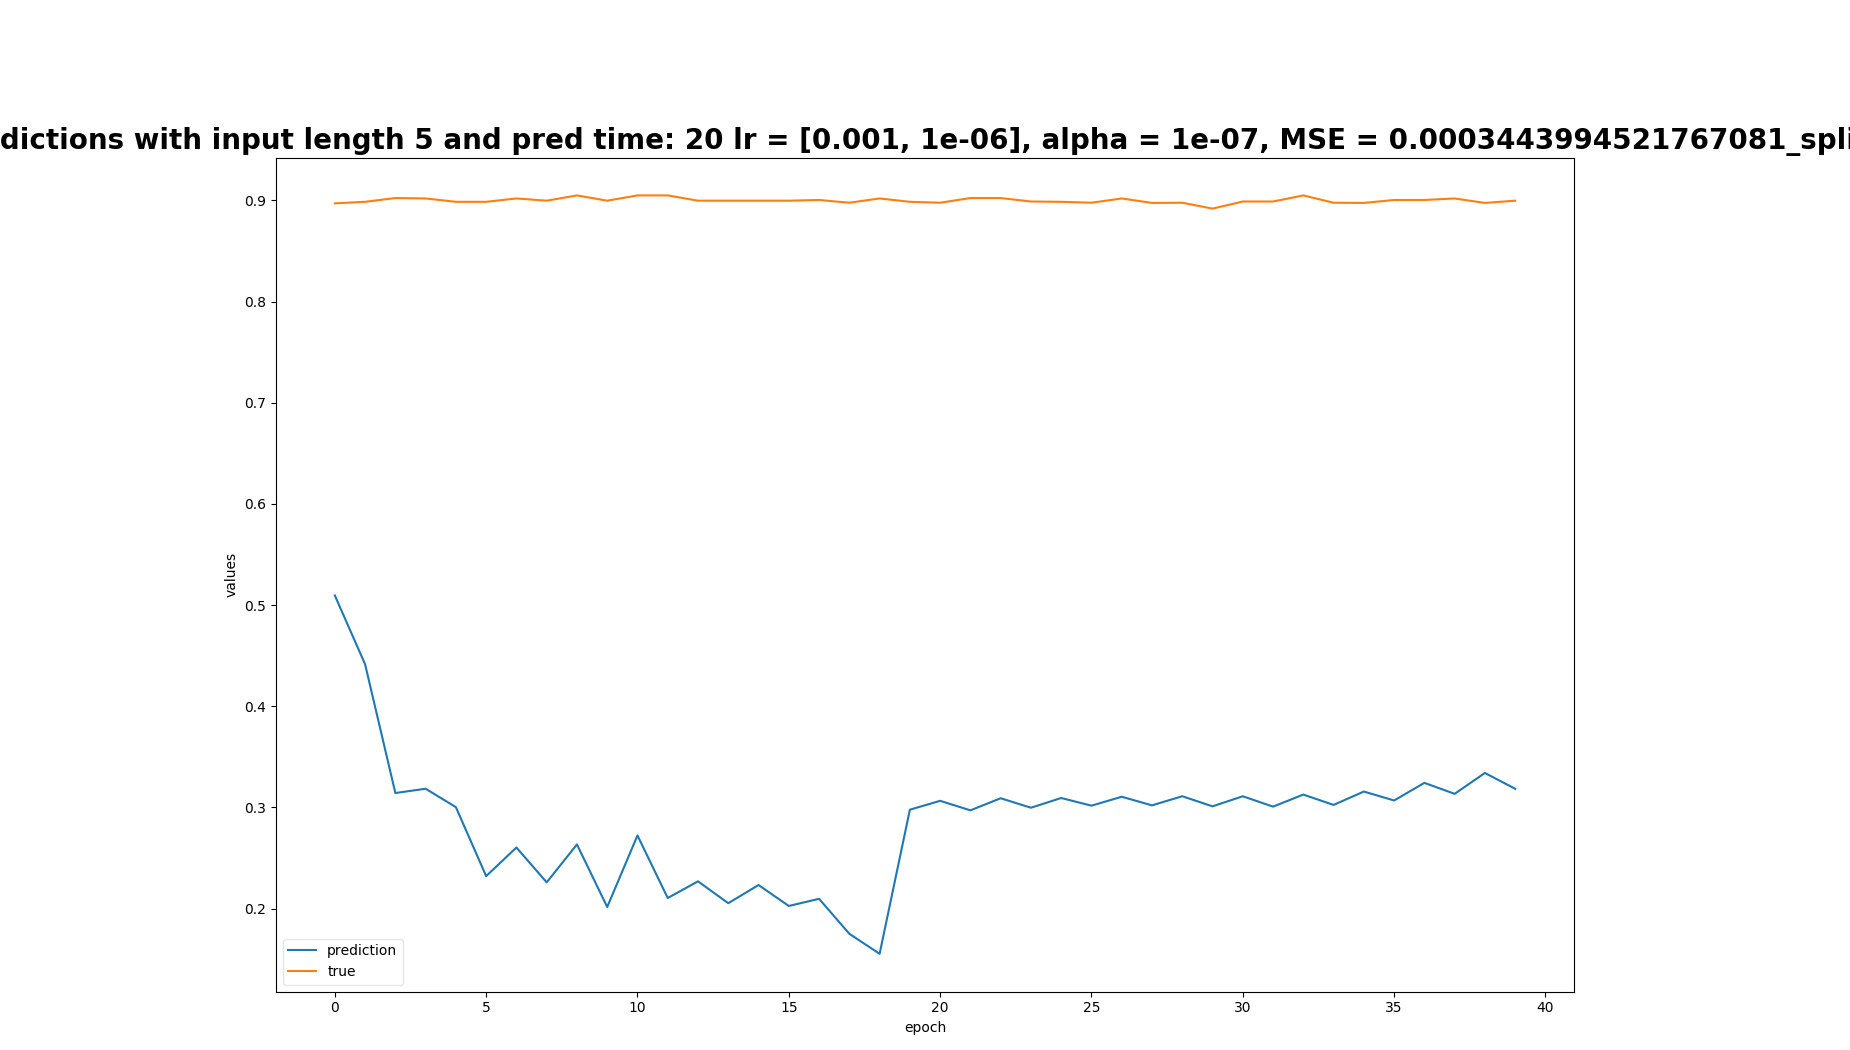 dictions with input length 5 and pred time: 20 lr = [0.001, 1e-06], alpha = 1e-07, MSE = 0.0003443994521767081_spli
0.9
0.8
0.7
0.6
0.5
0.4
0.3
0.2
values
prediction
true
0 5 10 15 20 25 30 35 40
epoch